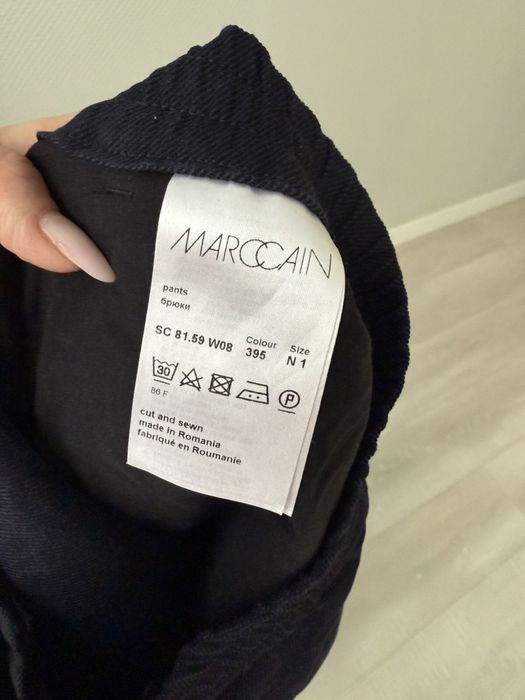 MARCCAIN
pants
брюки
SC 81.59 W08 Colour 395 Size N 1
30 P
86 F
cut and sewn
made in Romania
fabriqué en Roumanie